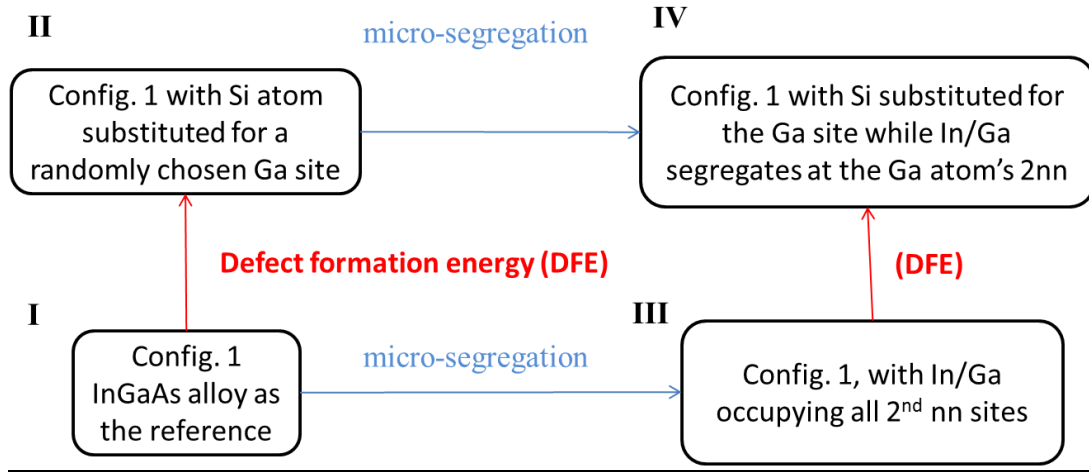 II
micro-segregation
IV
Config. 1 with Si atom
substituted for a
randomly chosen Ga site
Config. 1 with Si substituted for
the Ga site while In/Ga
segregates at the Ga atom’s 2nn
Defect formation energy (DFE)
(DFE)
I
III
Config. 1
InGaAs alloy as
the reference
micro-segregation
Config. 1, with In/Ga
occupying all 2nd nn sites